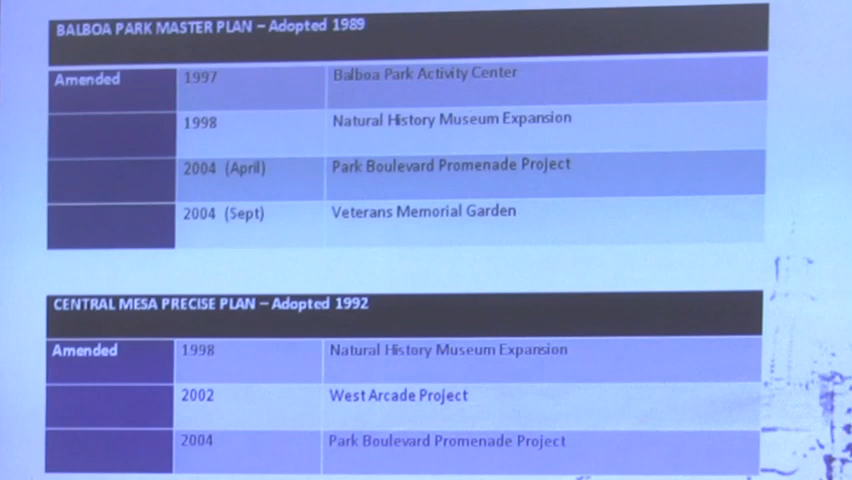 BALBOA PARK MASTER PLAN – Adopted 1989
Amended 1997 Balboa Park Activity Center
1998 Natural History Museum Expansion
2004 (April) Park Boulevard Promenade Project
2004 (Sept) Veterans Memorial Garden
CENTRAL MESA PRECISE PLAN – Adopted 1992
Amended 1998 Natural History Museum Expansion
2002 West Arcade Project
2004 Park Boulevard Promenade Project